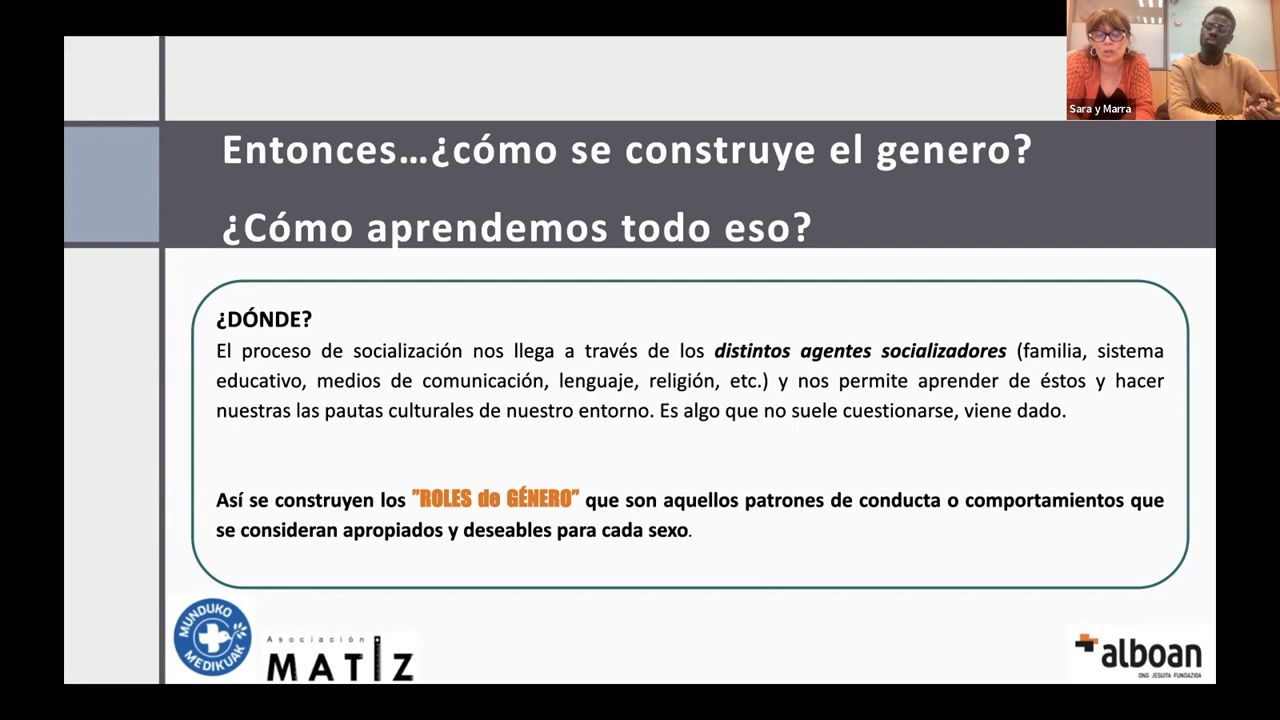 Sara y Marra
Entonces...¿cómo se construye el genero?
¿Cómo aprendemos todo eso?
¿DÓNDE?
El proceso de socialización nos llega a través de los distintos agentes socializadores (familia, sistema
educativo, medios de comunicación, lenguaje, religión, etc.) y nos permite aprender de éstos y hacer
nuestras las pautas culturales de nuestro entorno. Es algo que no suele cuestionarse, viene dado.
Así se construyen los "ROLES de GÉNERO" que son aquellos patrones de conducta o comportamientos que
se consideran apropiados y deseables para cada sexo.
MUNDUKO
MEDIKUAK
Asociación
MATIZ
alboan
ONG JESUITA FUNDAZIOA